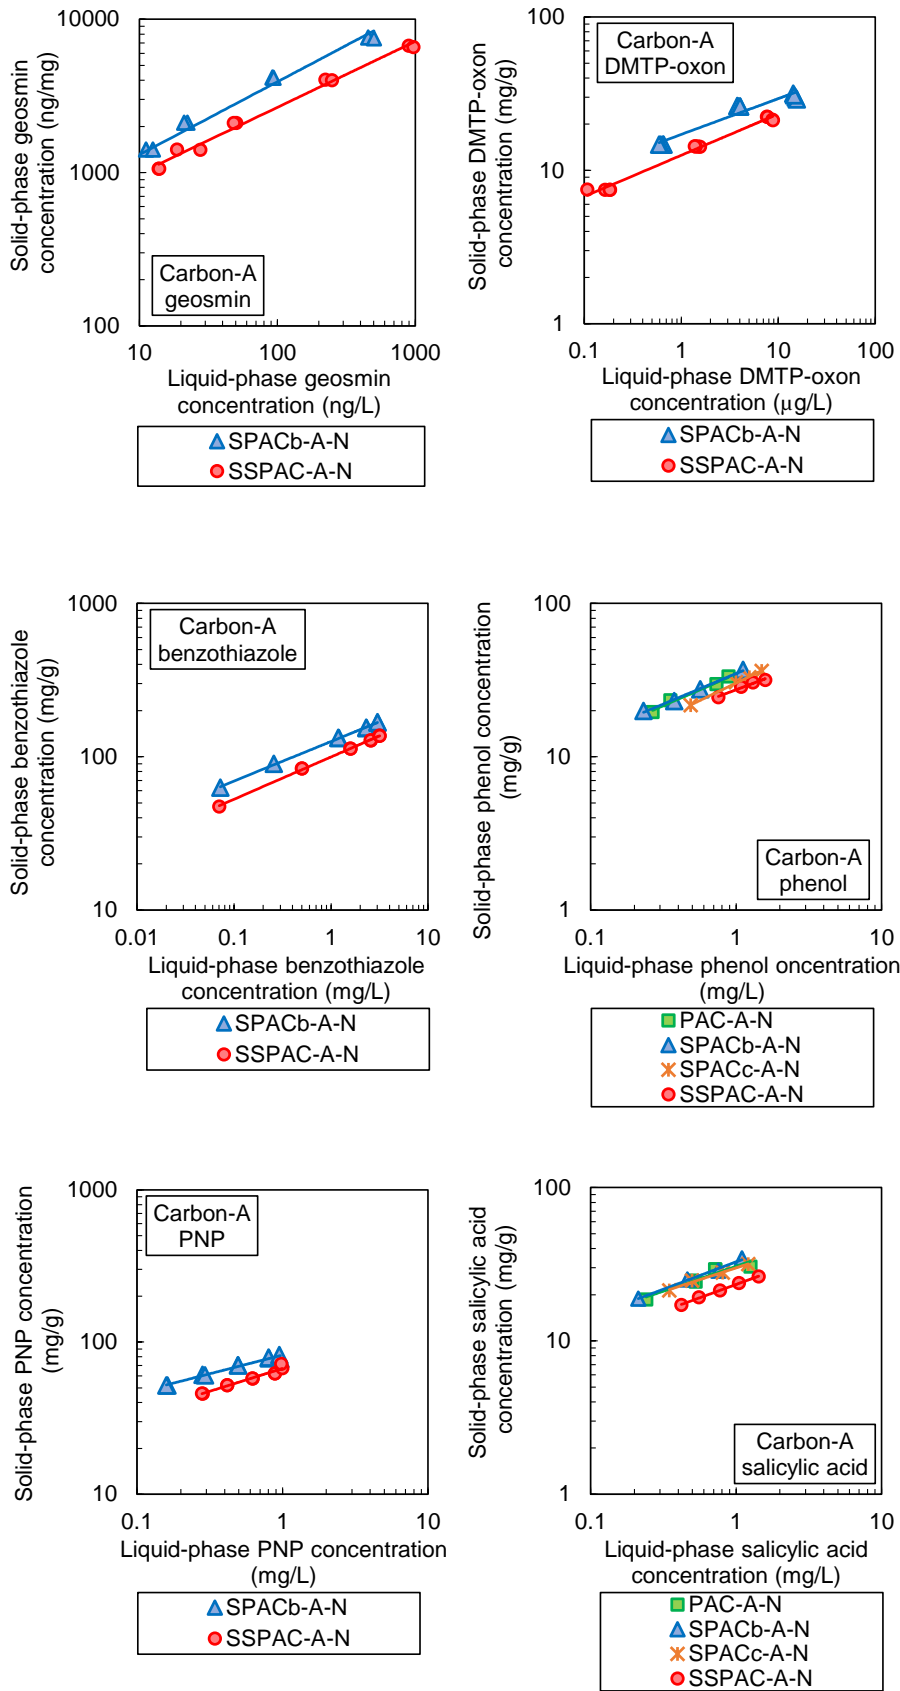 Solid-phase geosmin
concentration (ng/mg)
10000
1000
100
Carbon-A
geosmin
10
100
1000
Liquid-phase geosmin
concentration (ng/L)
SPACb-A-N
SSPAC-A-N
Solid-phase DMTP-oxon
concentration (mg/g)
100
10
1
Carbon-A
DMTP-oxon
0.1
1
10
100
Liquid-phase DMTP-oxon
concentration (μg/L)
SPACb-A-N
SSPAC-A-N
Solid-phase benzothiazole
concentration (mg/g)
1000
100
10
Carbon-A
benzothiazole
0.01
0.1
1
10
Liquid-phase benzothiazole
concentration (mg/L)
SPACb-A-N
SSPAC-A-N
Solid-phase phenol concentration
(mg/g)
100
10
1
Carbon-A
phenol
0.1
1
10
Liquid-phase phenol oncentration
(mg/L)
PAC-A-N
SPACb-A-N
SPACc-A-N
SSPAC-A-N
Solid-phase PNP concentration
(mg/g)
1000
100
10
Carbon-A
PNP
0.1
1
10
Liquid-phase PNP concentration
(mg/L)
SPACb-A-N
SSPAC-A-N
Solid-phase salicylic acid
concentration (mg/g)
100
10
1
Carbon-A
salicylic acid
0.1
1
10
Liquid-phase salicylic acid
concentration (mg/L)
PAC-A-N
SPACb-A-N
SPACc-A-N
SSPAC-A-N